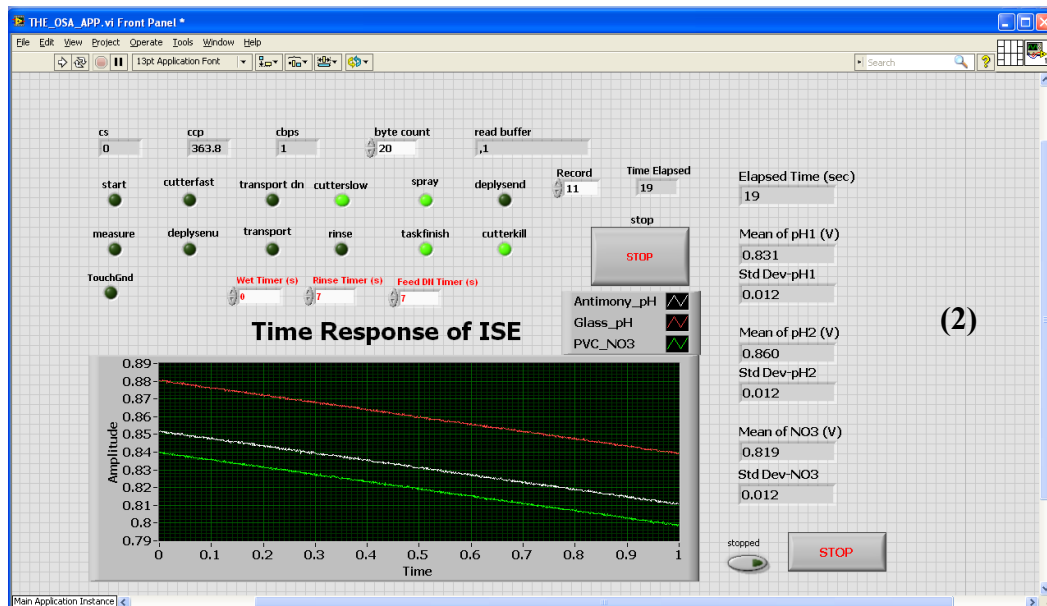 THE_OSA_APP.vi Front Panel *
File Edit View Project Operate Tools Window Help
13pt Application Font
Search
?
cs ccp cbps byte count read buffer
0 363.8 1 20 ,1
Record Time Elapsed
11 19
start cutterfast transport dn cutterslow spray deplysend
stop
measure deplysenu transport rinse taskfinish cutterkill
STOP
TouchGnd
Wet Timer (s) Rinse Timer (s) Feed DN Timer (s)
0 7 7
Time Response of ISE
Antimony_pH
Glass_pH
PVC_NO3
Elapsed Time (sec)
19
Mean of pH1 (V)
0.831
Std Dev-pH1
0.012
(2)
Mean of pH2 (V)
0.860
Std Dev-pH2
0.012
Mean of NO3 (V)
0.819
Std Dev-NO3
0.012
Amplitude
0.89
0.88
0.87
0.86
0.85
0.84
0.83
0.82
0.81
0.8
0.79
0 0.1 0.2 0.3 0.4 0.5 0.6 0.7 0.8 0.9 1
Time
stopped
STOP
Main Application Instance